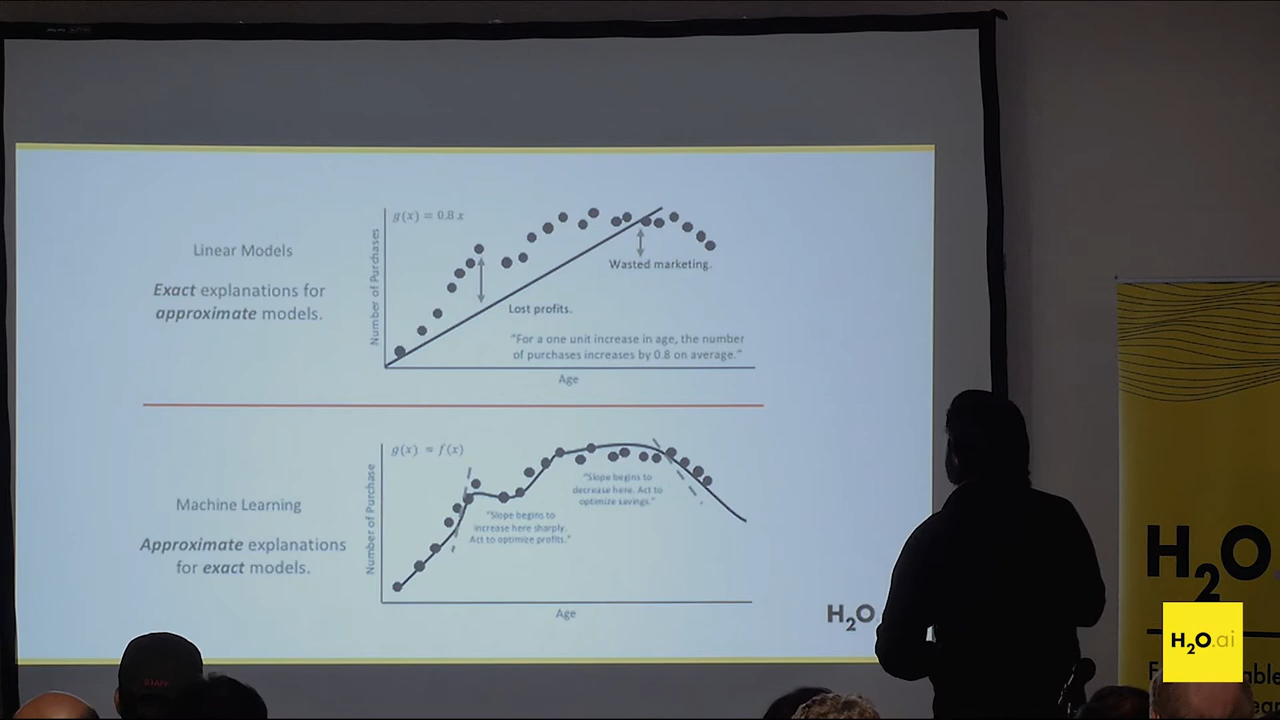 g(x) = 0.8 x
Linear Models
Exact explanations for
approximate models.
Number of Purchases
Wasted marketing.
Lost profits.
"For a one unit increase in age, the number
of purchases increases by 0.8 on average."
Age
g(x) ≈ f(x)
Machine Learning
Approximate explanations
for exact models.
Number of Purchase
"Slope begins to
decrease here. Act to
optimize savings."
"Slope begins to
increase here sharply.
Act to optimize profits."
Age
H2O
H2O
H2O.ai
STAFF